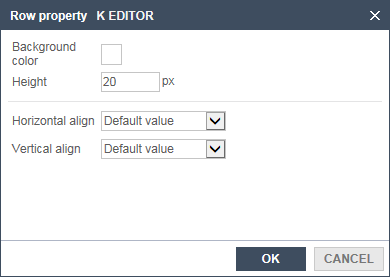 Row property K EDITOR
Background
color
Height 20 px
Horizontal align Default value
Vertical align Default value
OK CANCEL